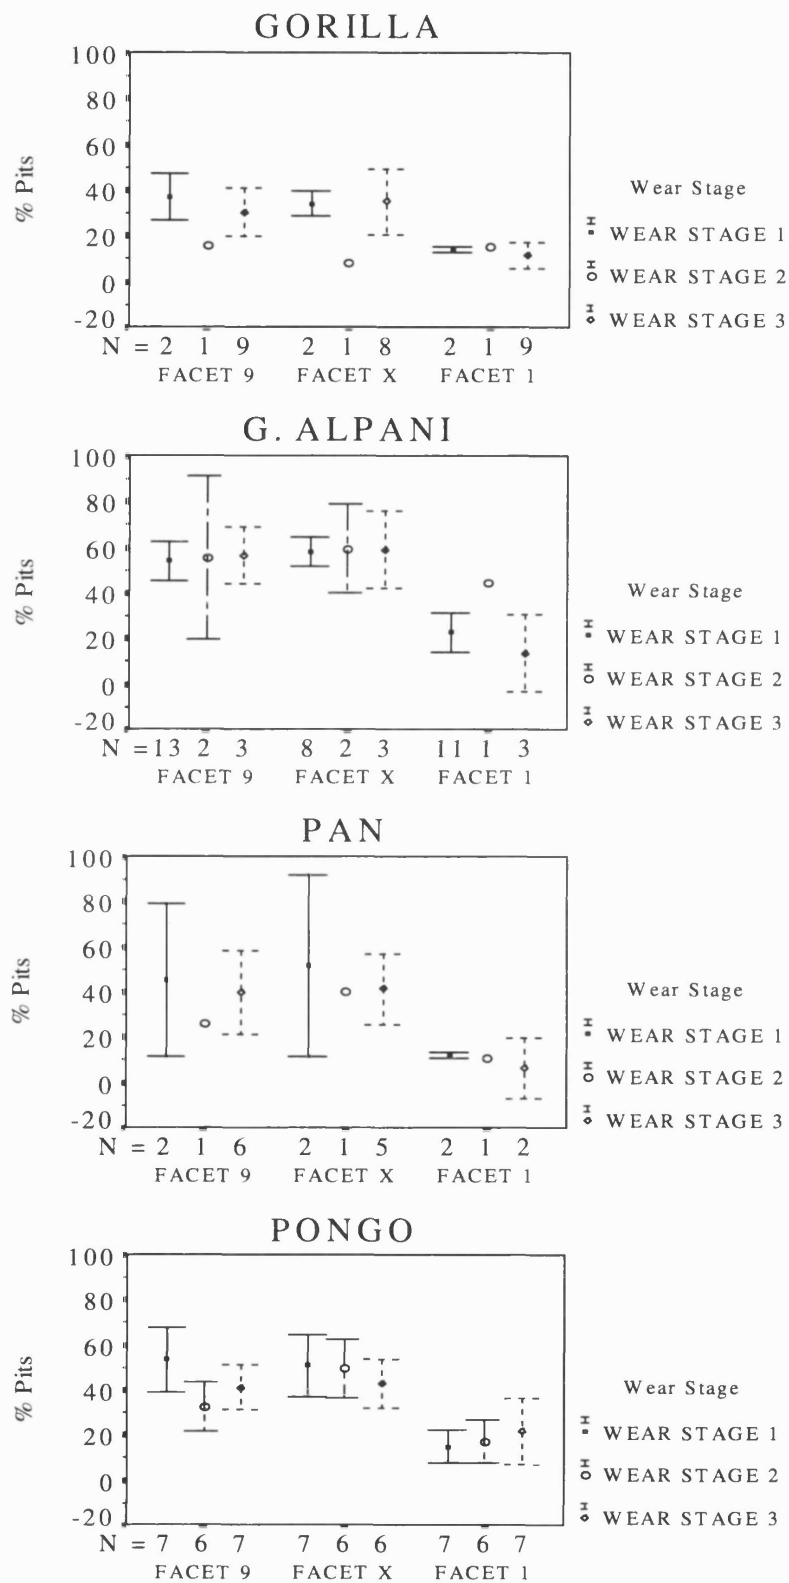 GORILLA
100
80
60
40
20
0
-20
% Pits
Wear Stage
WEAR STAGE 1
WEAR STAGE 2
WEAR STAGE 3
N = 2 1 9 2 1 8 2 1 9
FACET 9 FACET X FACET 1
G. ALPANI
100
80
60
40
20
0
-20
% Pits
Wear Stage
WEAR STAGE 1
WEAR STAGE 2
WEAR STAGE 3
N = 13 2 3 8 2 3 11 1 3
FACET 9 FACET X FACET 1
PAN
100
80
60
40
20
0
-20
% Pits
Wear Stage
WEAR STAGE 1
WEAR STAGE 2
WEAR STAGE 3
N = 2 1 6 2 1 5 2 1 2
FACET 9 FACET X FACET 1
PONGO
100
80
60
40
20
0
-20
% Pits
Wear Stage
WEAR STAGE 1
WEAR STAGE 2
WEAR STAGE 3
N = 7 6 7 7 6 6 7 6 7
FACET 9 FACET X FACET 1